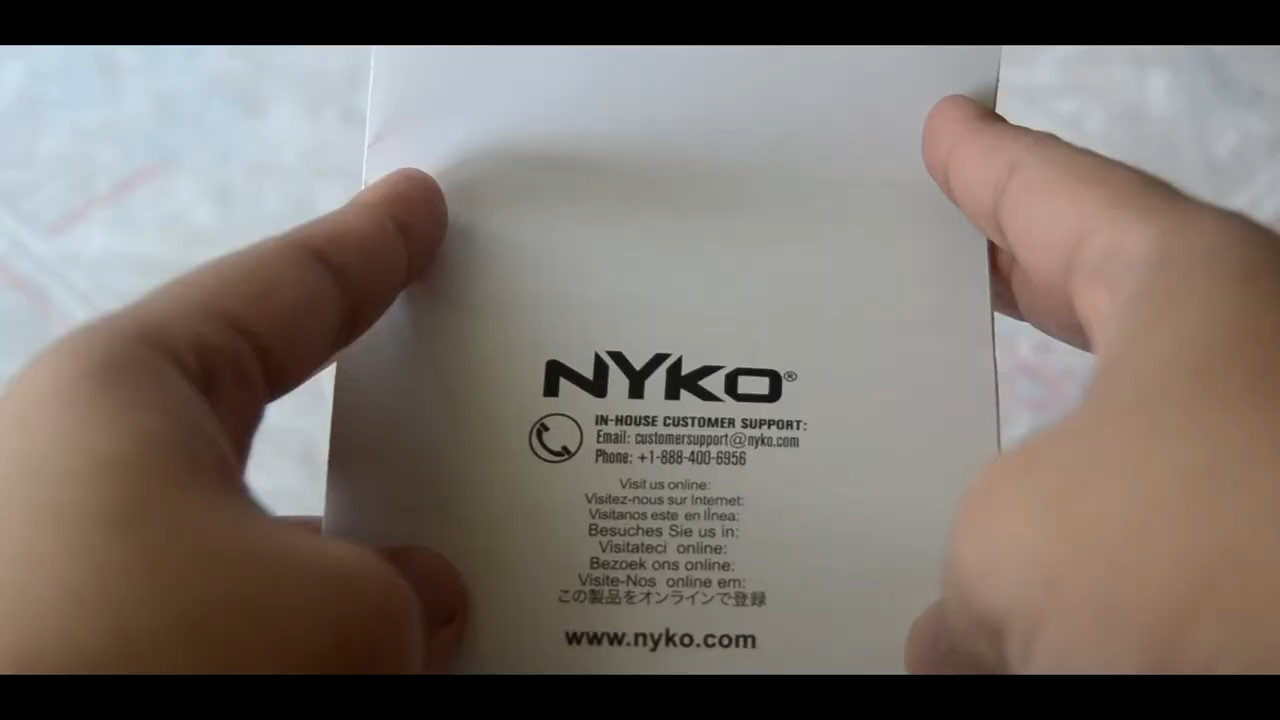 NYKO®
IN-HOUSE CUSTOMER SUPPORT:
Email: customersupport@nyko.com
Phone: +1-888-400-6956
Visit us online:
Visitez-nous sur Internet:
Visitanos este en lInea:
Besuches Sie us in:
Visitateci online:
Bezoek ons online:
Visite-Nos online em:
この製品をオンラインで登録
www.nyko.com